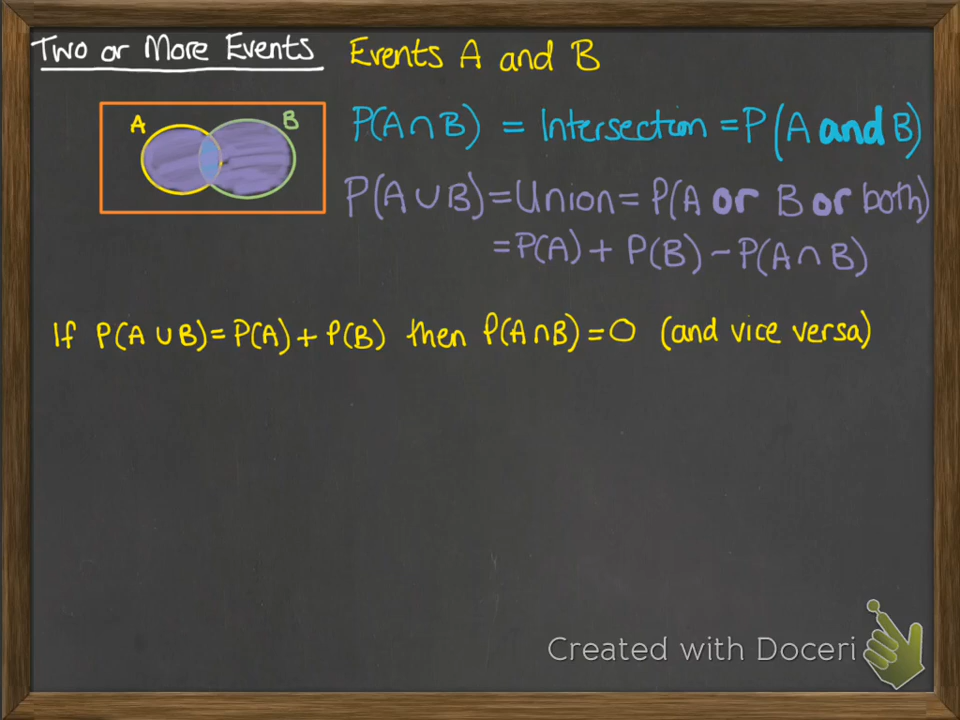 Two or More Events Events A and B
A B
P(A ∩ B) = Intersection = P(A and B)
P(A ∪ B) = Union = P(A or B or both)
= P(A) + P(B) - P(A ∩ B)
If P(A ∪ B) = P(A) + P(B) then P(A ∩ B) = 0 (and vice versa)
Created with Doceri